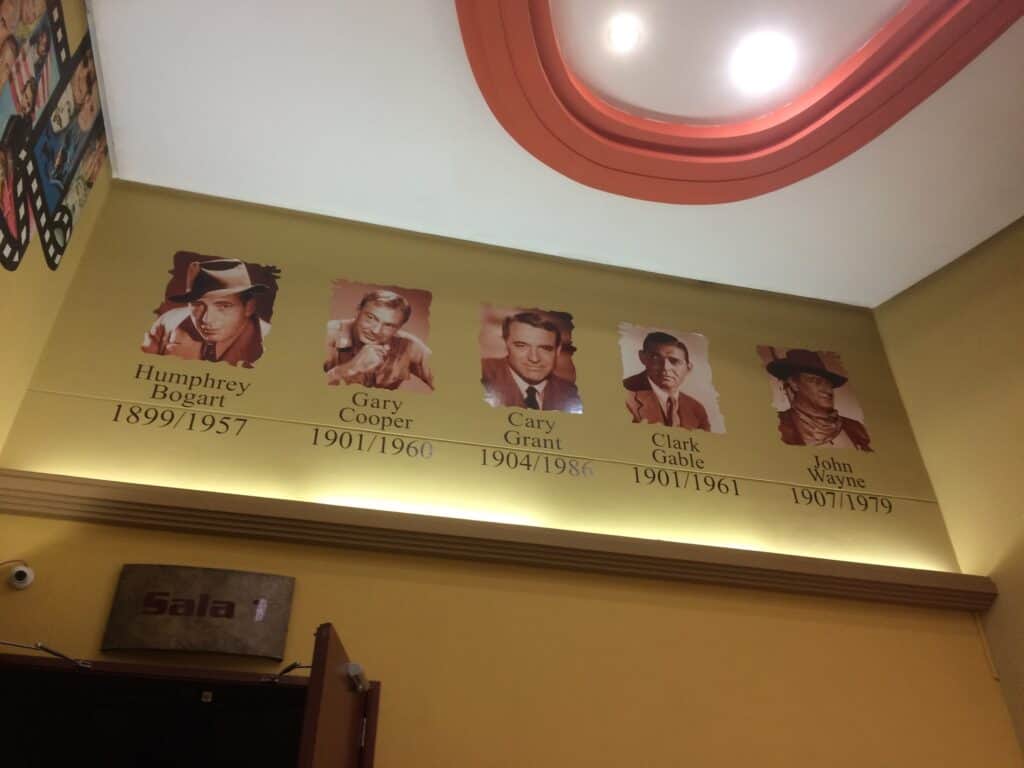 Humphrey
Bogart
1899/1957
Gary
Cooper
1901/1960
Cary
Grant
1904/1986
Clark
Gable
1901/1961
John
Wayne
1907/1979
Sala 1